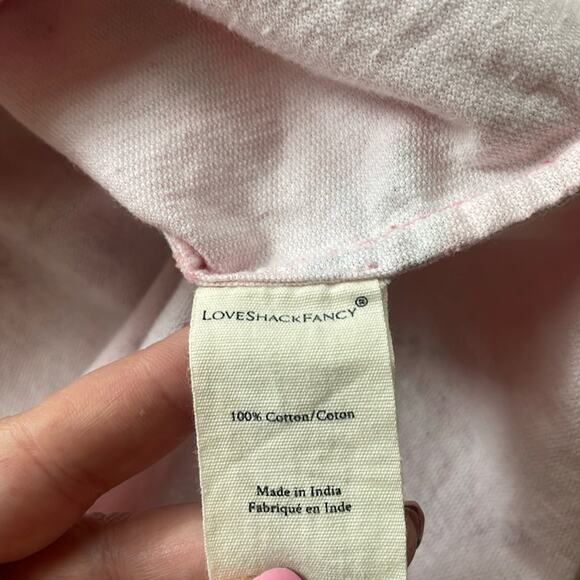 LOVESHACKFANCY®
100% Cotton/Coton
Made in India
Fabriqué en Inde